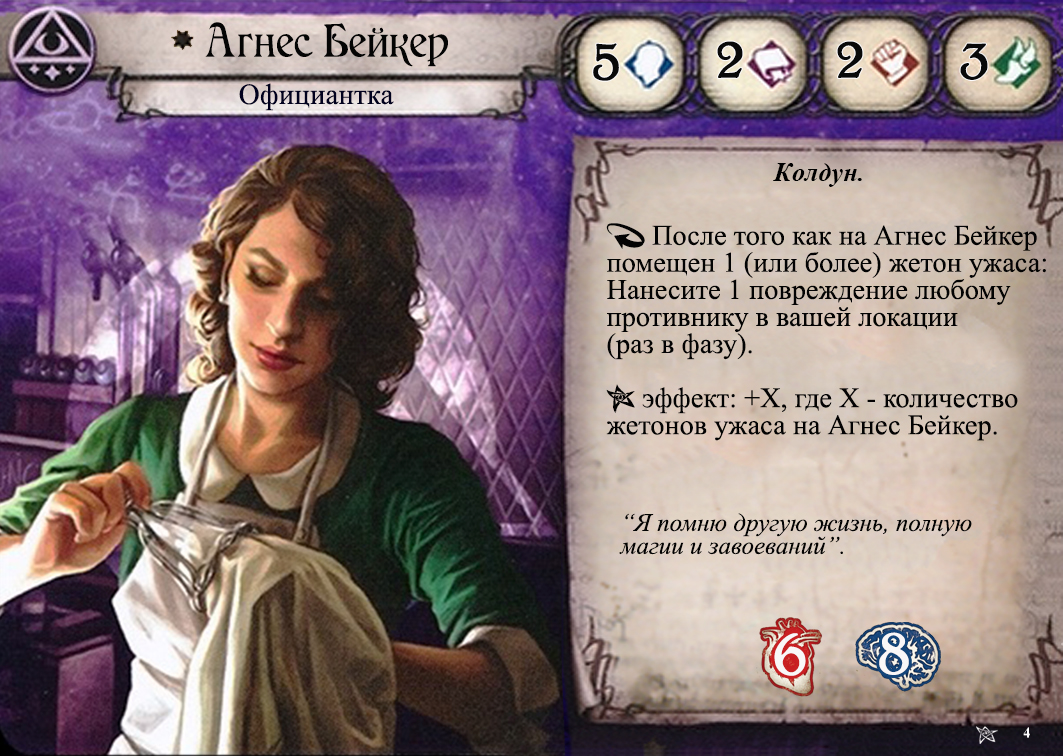 Агнес Бейкер
Официантка
5 2 2 3
Колдун.
После того как на Агнес Бейкер
помещен 1 (или более) жетон ужаса:
Нанесите 1 повреждение любому
противнику в вашей локации
(раз в фазу).
эффект: +X, где X - количество
жетонов ужаса на Агнес Бейкер.
“Я помню другую жизнь, полную
магии и завоеваний”.
6 8
4